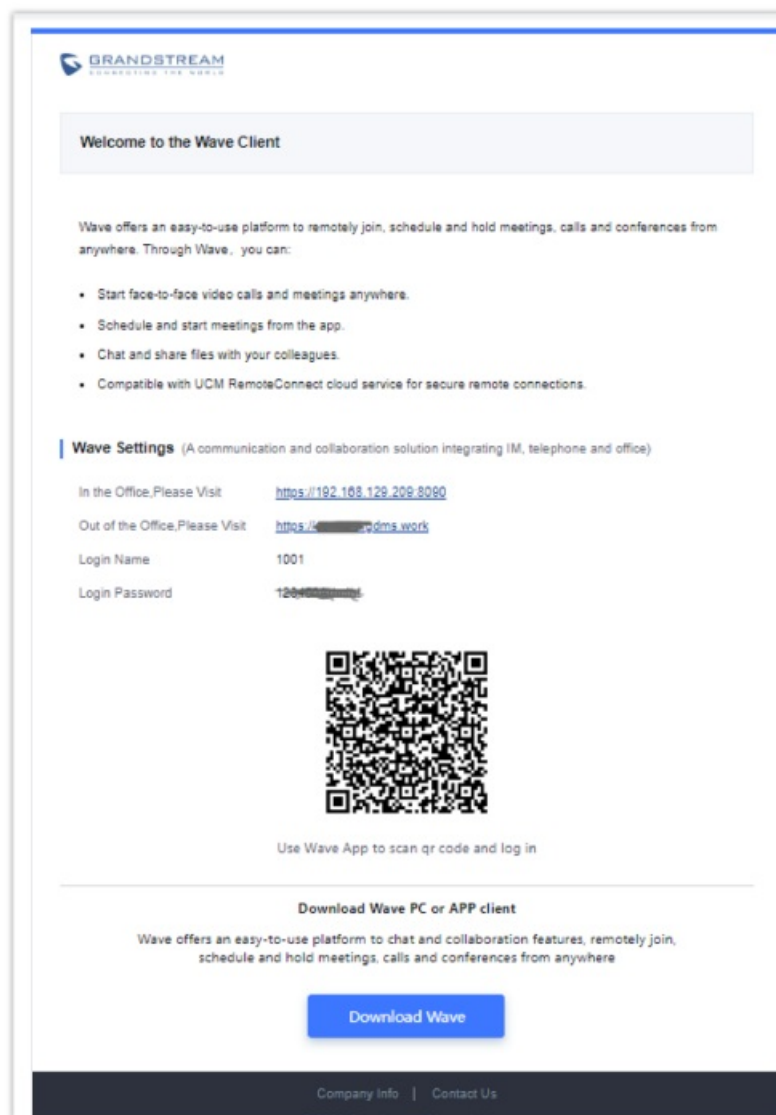 GRANDSTREAM
CONNECTING THE WORLD
Welcome to the Wave Client
Wave offers an easy-to-use platform to remotely join, schedule and hold meetings, calls and conferences from
anywhere. Through Wave, you can:
• Start face-to-face video calls and meetings anywhere.
• Schedule and start meetings from the app.
• Chat and share files with your colleagues.
• Compatible with UCM RemoteConnect cloud service for secure remote connections.
Wave Settings (A communication and collaboration solution integrating IM, telephone and office)
In the Office,Please Visit https://192.168.129.209:8090
Out of the Office,Please Visit https:// gdms.work
Login Name 1001
Login Password
Use Wave App to scan qr code and log in
Download Wave PC or APP client
Wave offers an easy-to-use platform to chat and collaboration features, remotely join,
schedule and hold meetings, calls and conferences from anywhere
Download Wave
Company Info | Contact Us